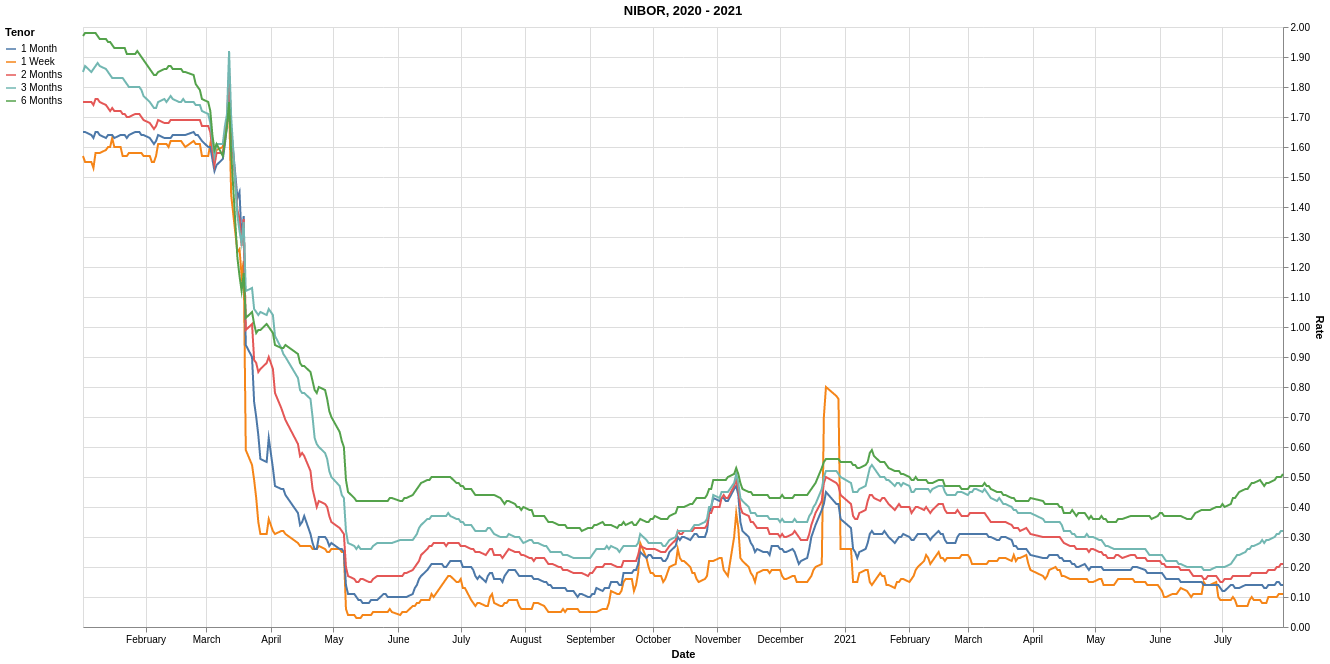 NIBOR, 2020 - 2021
Tenor
1 Month
1 Week
2 Months
3 Months
6 Months
2.00
1.90
1.80
1.70
1.60
1.50
1.40
1.30
1.20
1.10
1.00
0.90
0.80
0.70
0.60
0.50
0.40
0.30
0.20
0.10
0.00
Rate
February March April May June July August September October November December 2021 February March April May June July
Date